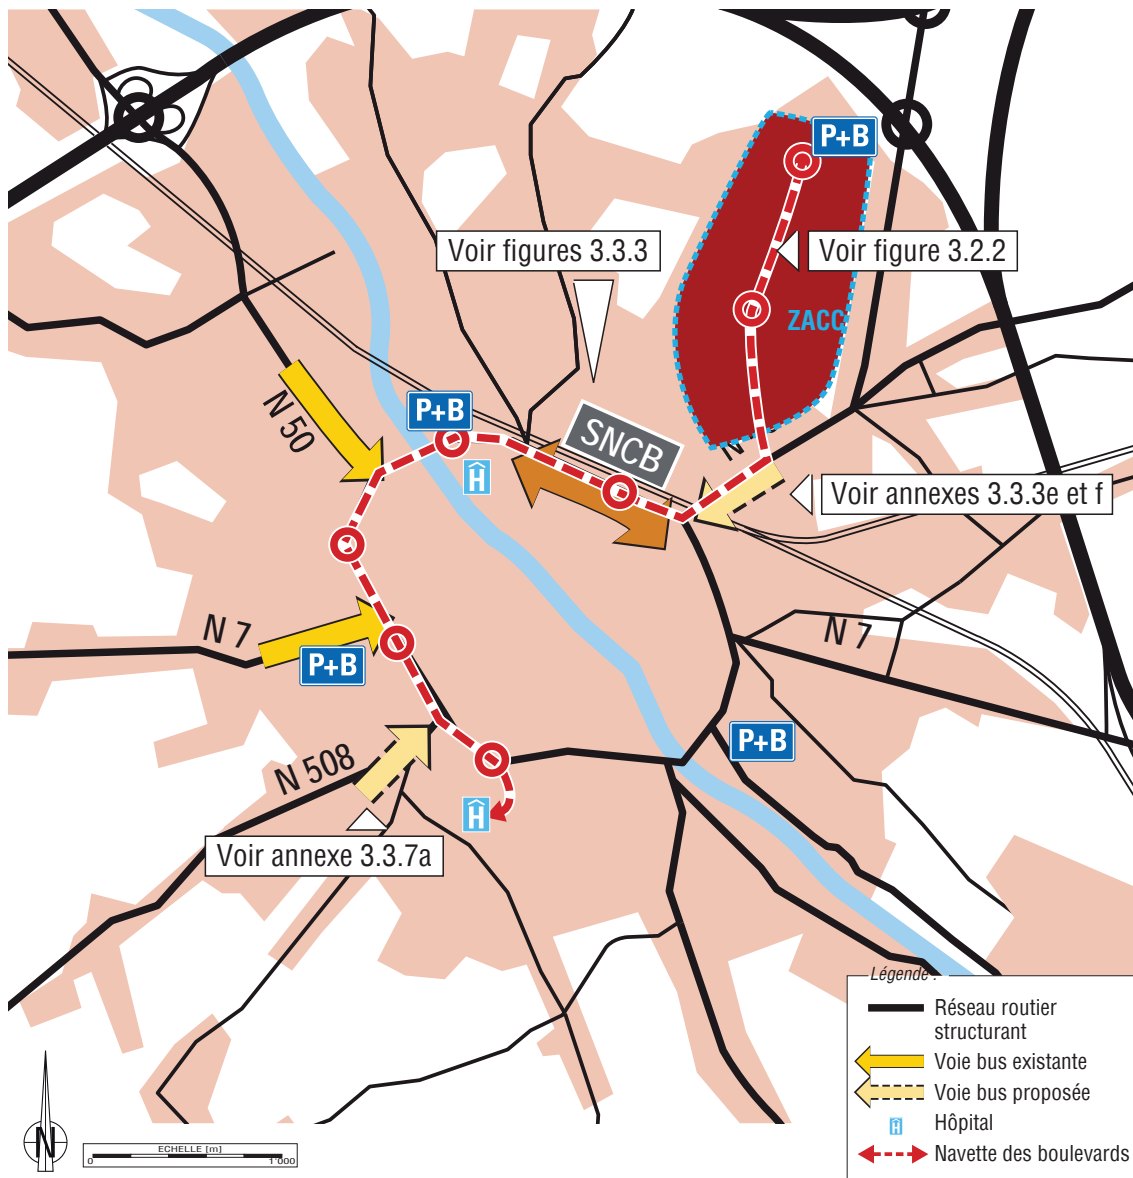 P+B
Voir figures 3.3.3
Voir figure 3.2.2
ZACC
P+B
N 50
SNCB
H
N
Voir annexes 3.3.3e et f
N 7
N 7
P+B
P+B
N 508
H
Voir annexe 3.3.7a
Légende :
Réseau routier
structurant
Voie bus existante
Voie bus proposée
H
Hôpital
Navette des boulevards
N
ECHELLE [m]
0
1'000